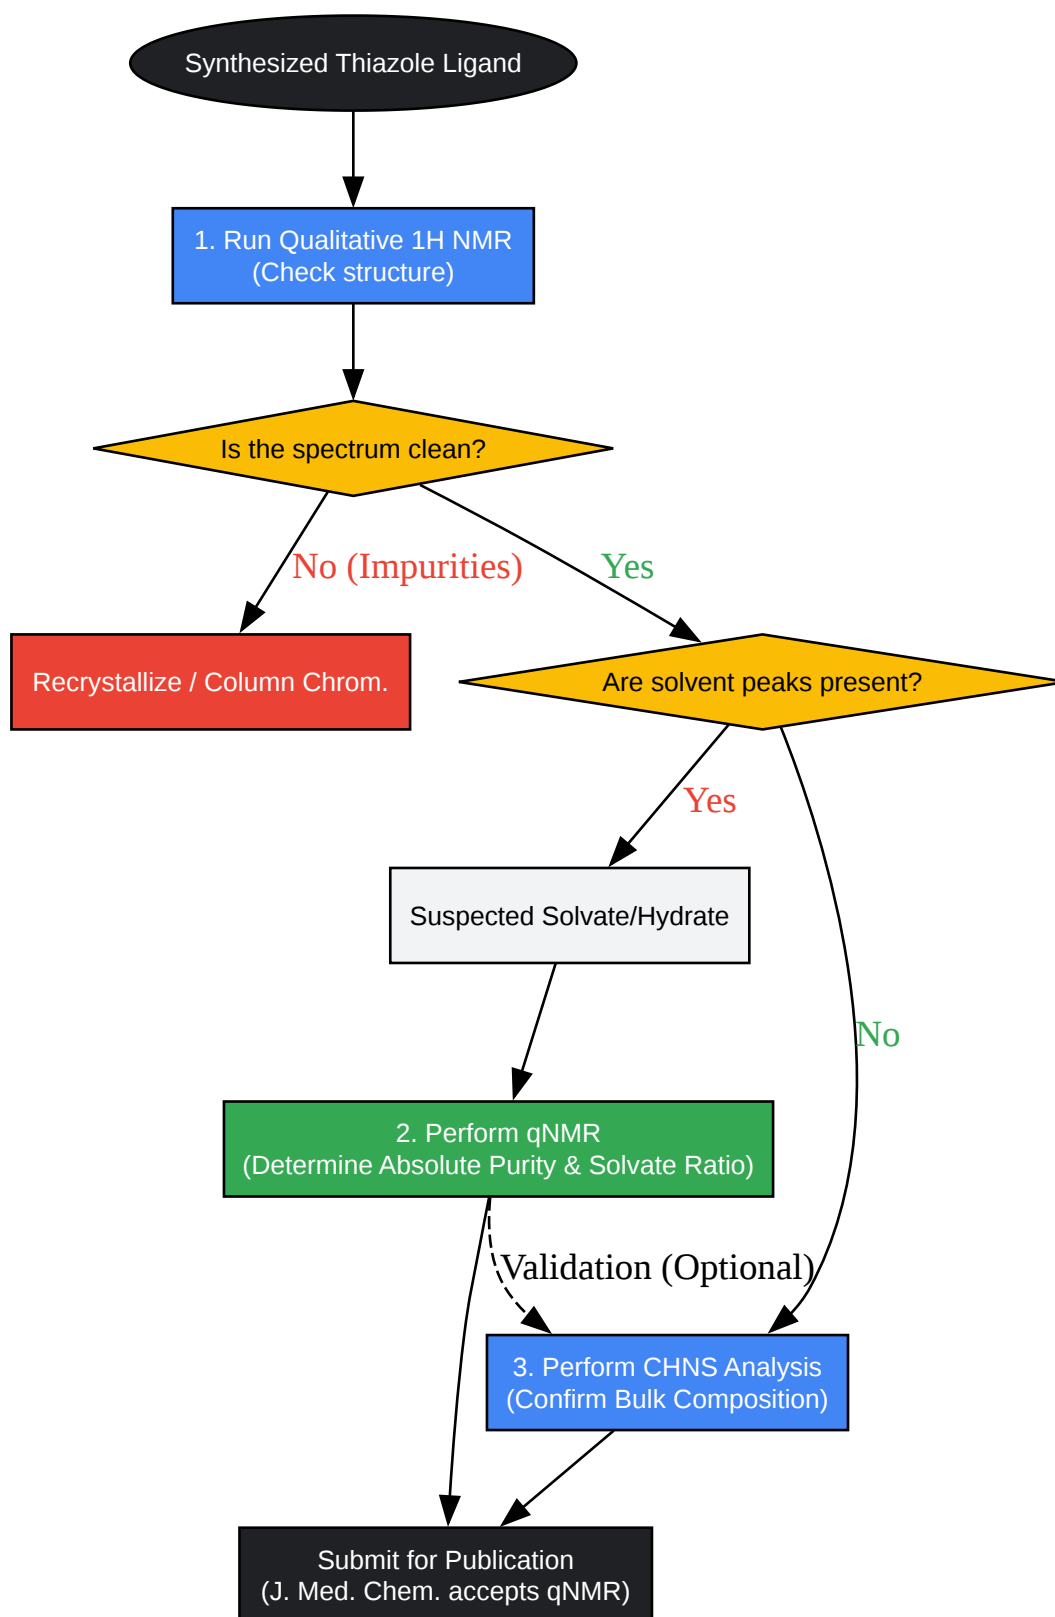 Synthesized Thiazole Ligand
1. Run Qualitative 1H NMR
(Check structure)
Is the spectrum clean?
No (Impurities)
Yes
Recrystallize / Column Chrom.
Are solvent peaks present?
Yes
Suspected Solvate/Hydrate
No
2. Perform qNMR
(Determine Absolute Purity & Solvate Ratio)
Validation (Optional)
3. Perform CHNS Analysis
(Confirm Bulk Composition)
Submit for Publication
(J. Med. Chem. accepts qNMR)